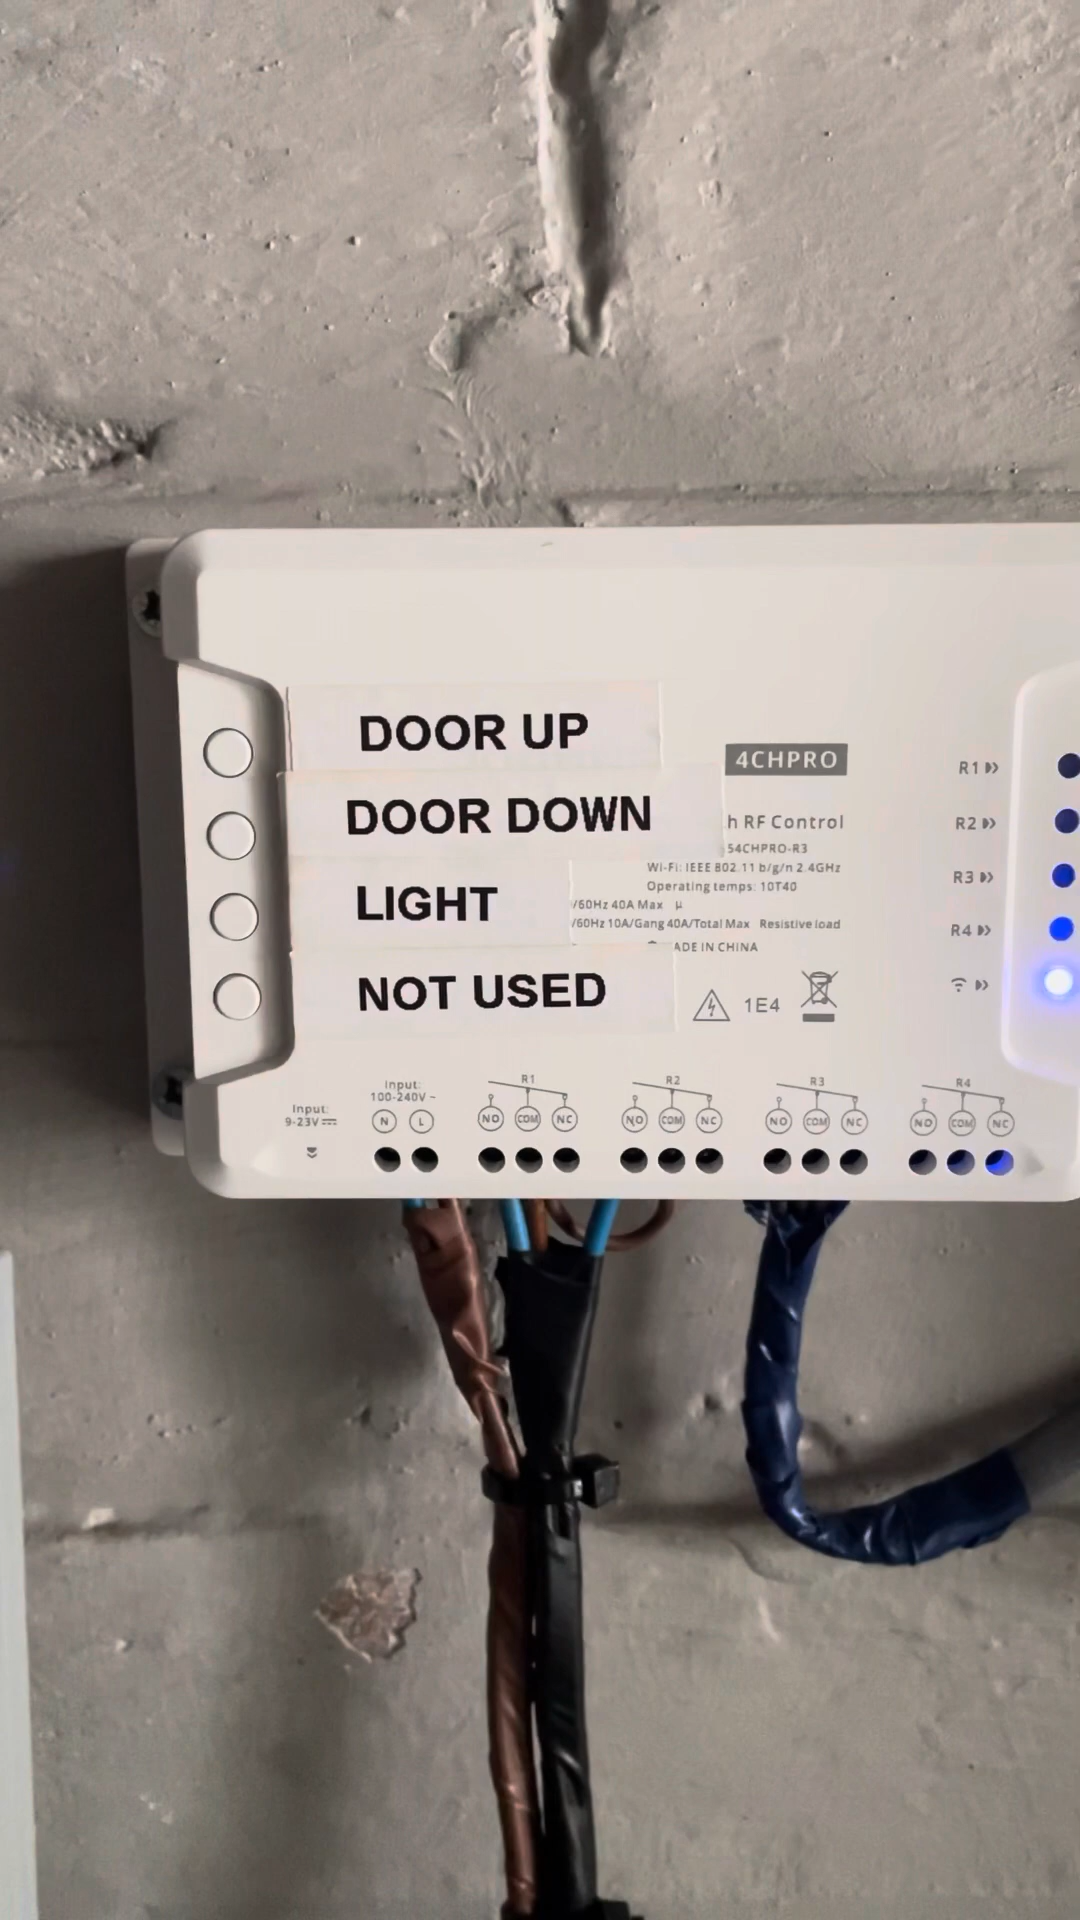 DOOR UP
DOOR DOWN
LIGHT
NOT USED
4CHPRO
h RF Control
54CHPRO-R3
Wi-Fi: IEEE 802.11 b/g/n 2.4GHz
Operating temps: 10T40
/60Hz 40A Max μ
/60Hz 10A/Gang 40A/Total Max Resistive load
ADE IN CHINA
1E4
R1
R2
R3
R4
Input:
9-23V
Input:
100-240V ~
N L
R1
NO COM NC
R2
NO COM NC
R3
NO COM NC
R4
NO COM NC